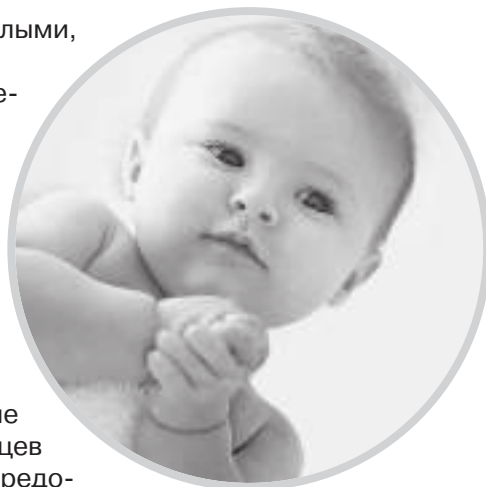 лыми,
е-
ие
цев
редо-